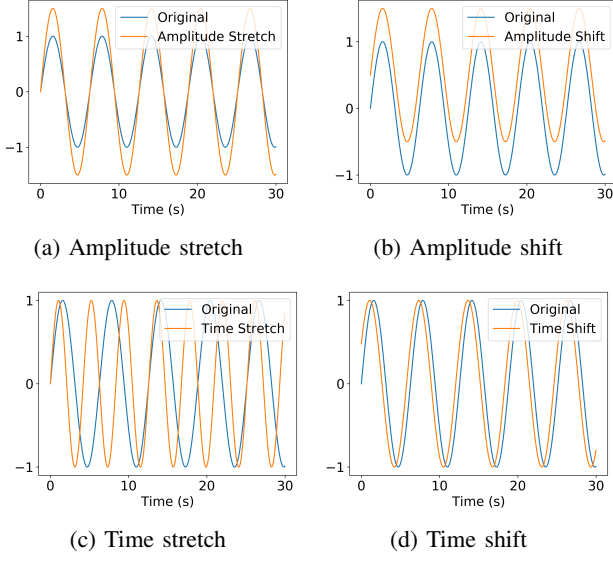 Original
Amplitude Stretch
1
0
−1
0
10
20
30
Time (s)
(a) Amplitude stretch
Original
Amplitude Shift
1
0
−1
0
10
20
30
Time (s)
(b) Amplitude shift
Original
Time Stretch
1
0
−1
0
10
20
30
Time (s)
(c) Time stretch
Original
Time Shift
1
0
−1
0
10
20
30
Time (s)
(d) Time shift